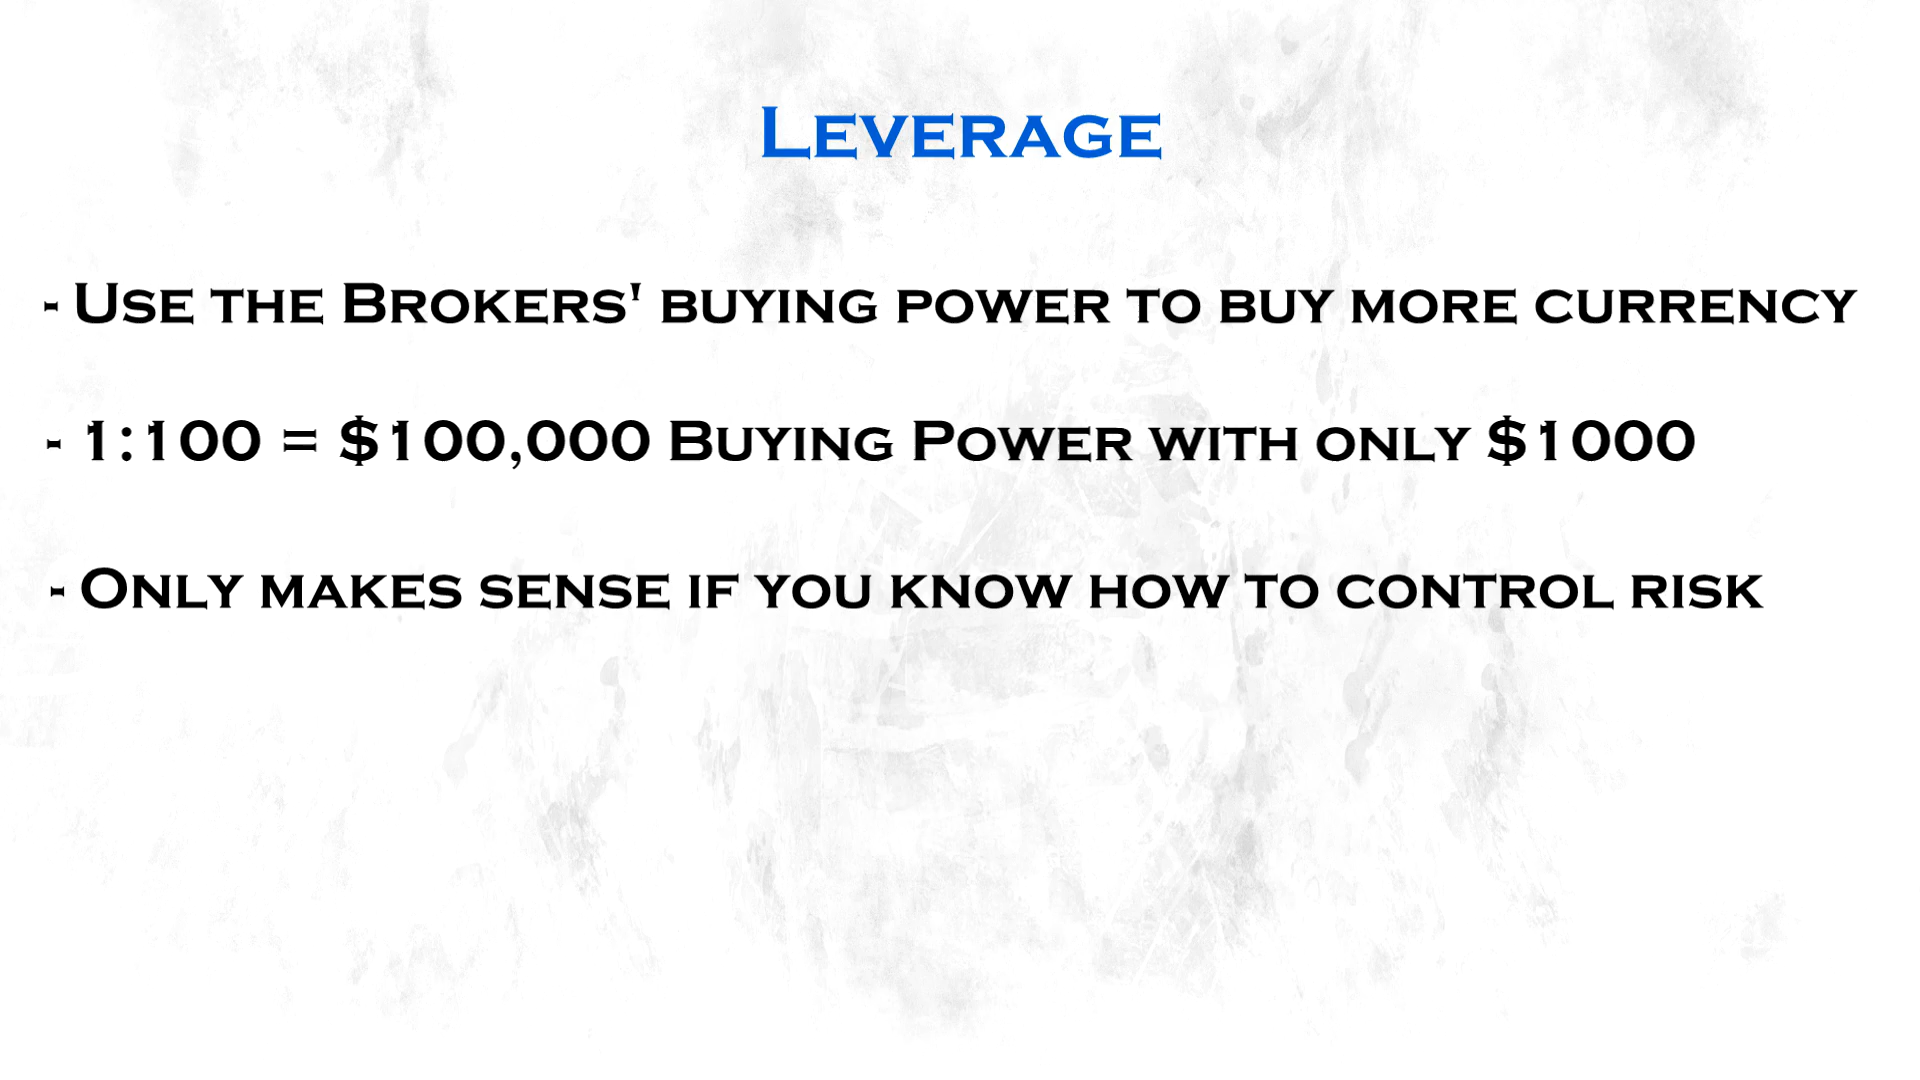 Leverage
- Use the Brokers' buying power to buy more currency
- 1:100 = $100,000 Buying Power with only $1000
- Only makes sense if you know how to control risk